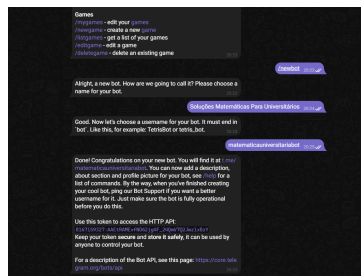 Games
/mygames - edit your games
/newgame - create a new game
/listgames - get a list of your games
/editgame - edit a game
/deletegame - delete an existing game
/newbot
Alright, a new bot. How are we going to call it? Please choose a
name for your bot.
Soluções Matemáticas Para Universitários
Good. Now let's choose a username for your bot. It must end in
`bot`. Like this, for example: TetrisBot or tetris_bot.
matematicauniversitariabot
Done! Congratulations on your new bot. You will find it at t.me/
matematicauniversitariabot. You can now add a description,
about section and profile picture for your bot, see /help for a
list of commands. By the way, when you've finished creating
your cool bot, ping our Bot Support if you want a better
username for it. Just make sure the bot is fully operational
before you do this.
Use this token to access the HTTP API:
Keep your token secure and store it safely, it can be used by
anyone to control your bot.
For a description of the Bot API, see this page: https://core.tele
gram.org/bots/api